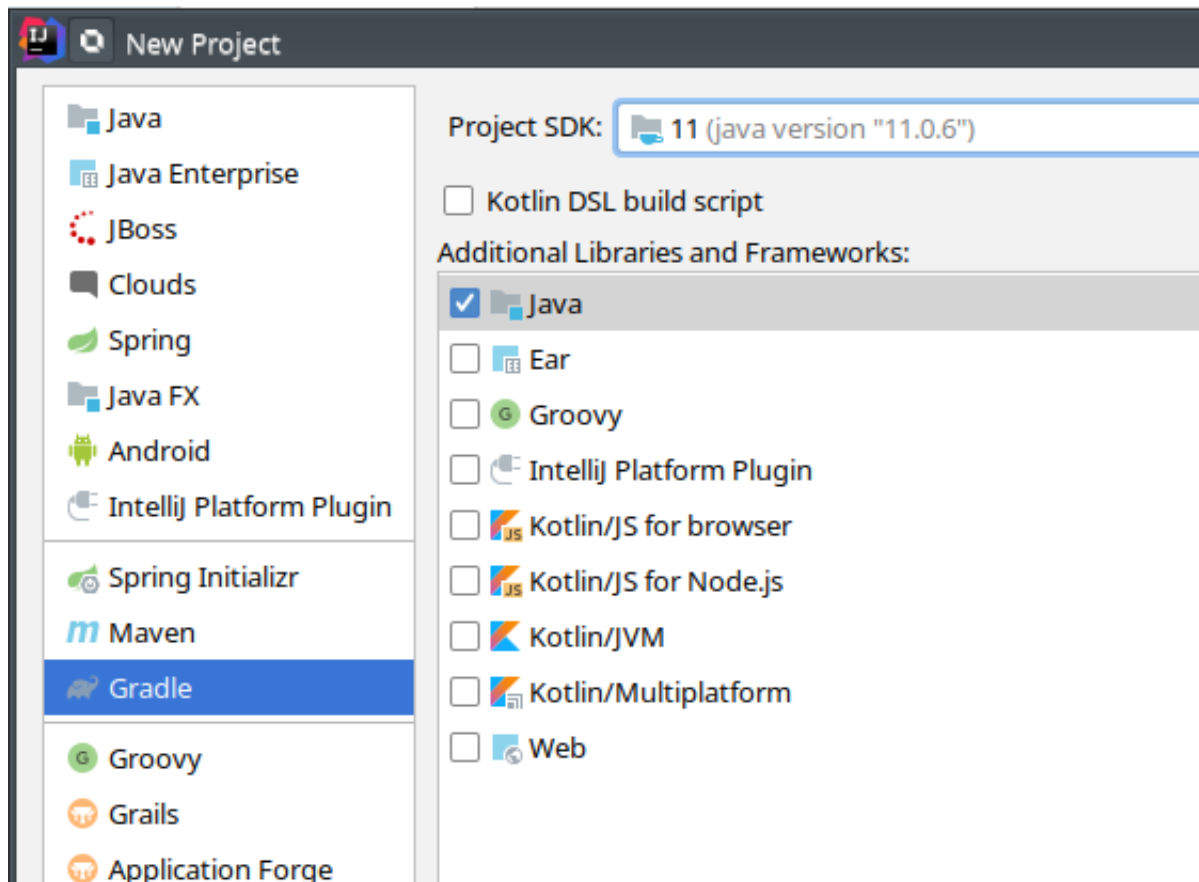 New Project
Java
Java Enterprise
JBoss
Clouds
Spring
Java FX
Android
IntelliJ Platform Plugin
Spring Initializr
Maven
Gradle
Groovy
Grails
Application Forge
Project SDK: 11 (java version "11.0.6")
Kotlin DSL build script
Additional Libraries and Frameworks:
Java
Ear
Groovy
IntelliJ Platform Plugin
Kotlin/JS for browser
Kotlin/JS for Node.js
Kotlin/JVM
Kotlin/Multiplatform
Web